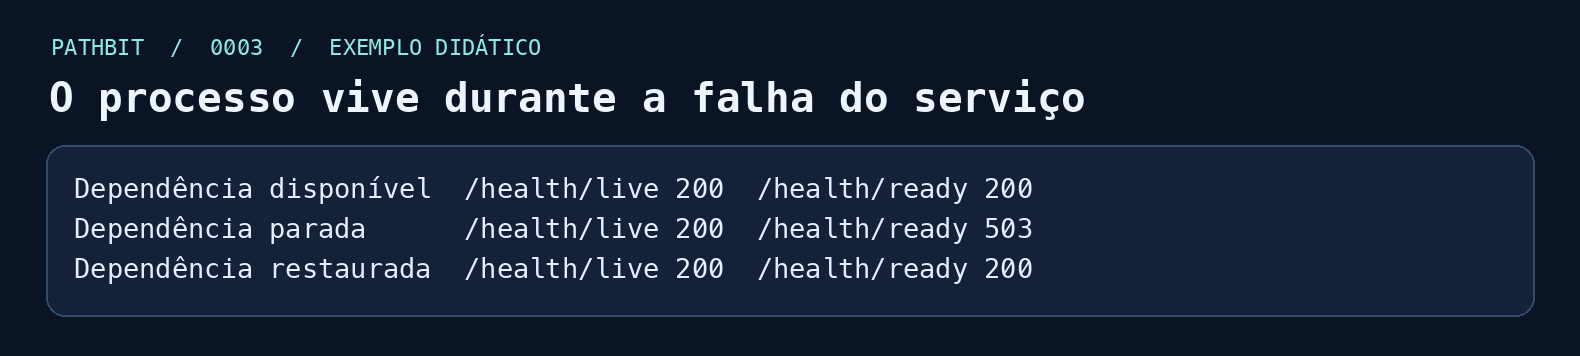 PATHBIT / 0003 / EXEMPLO DIDÁTICO
O processo vive durante a falha do serviço
Dependência disponível /health/live 200 /health/ready 200
Dependência parada /health/live 200 /health/ready 503
Dependência restaurada /health/live 200 /health/ready 200